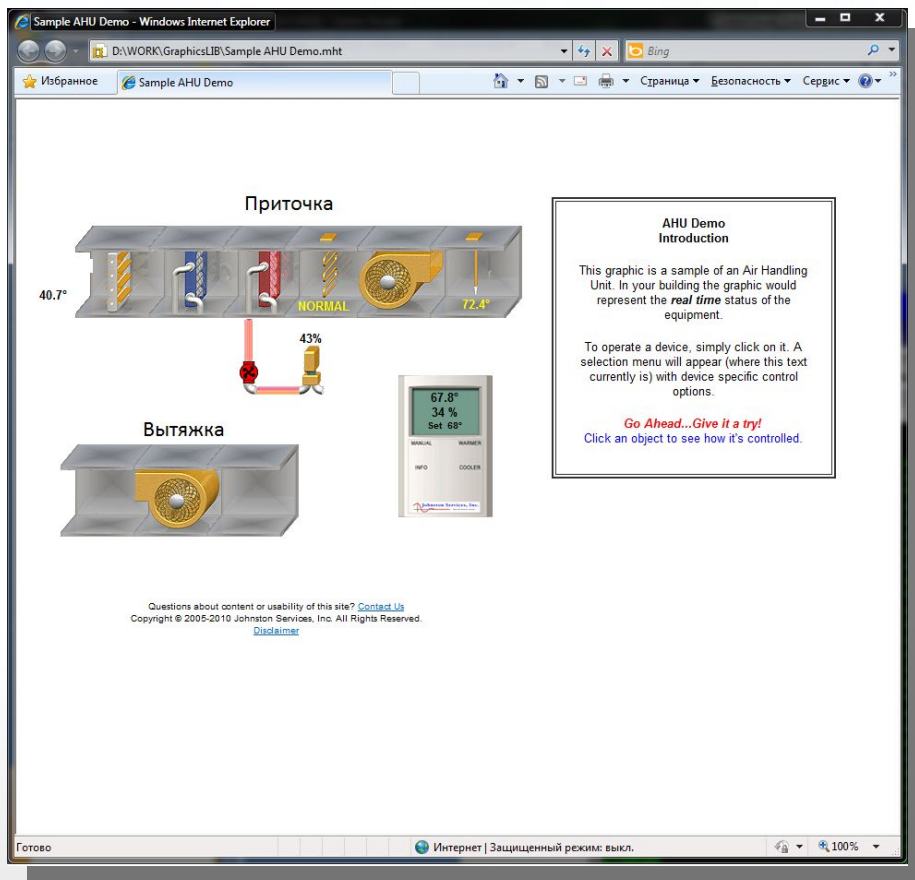 Sample AHU Demo - Windows Internet Explorer
D:\WORK\GraphicsLIB\Sample AHU Demo.mht
Bing
Избранное
Sample AHU Demo
Страница
Безопасность
Сервис
Приточка
40.7°
NORMAL
72.4°
43%
Вытяжка
67.8°
34 %
Set 68°
MANUAL WARMER
INFO COOLER
Johnston Services, Inc.
AHU Demo
Introduction
This graphic is a sample of an Air Handling
Unit. In your building the graphic would
represent the real time status of the
equipment.
To operate a device, simply click on it. A
selection menu will appear (where this text
currently is) with device specific control
options.
Go Ahead...Give it a try!
Click an object to see how it's controlled.
Questions about content or usability of this site? Contact Us
Copyright © 2005-2010 Johnston Services, Inc. All Rights Reserved.
Disclaimer
Готово
Интернет | Защищенный режим: выкл.
100%